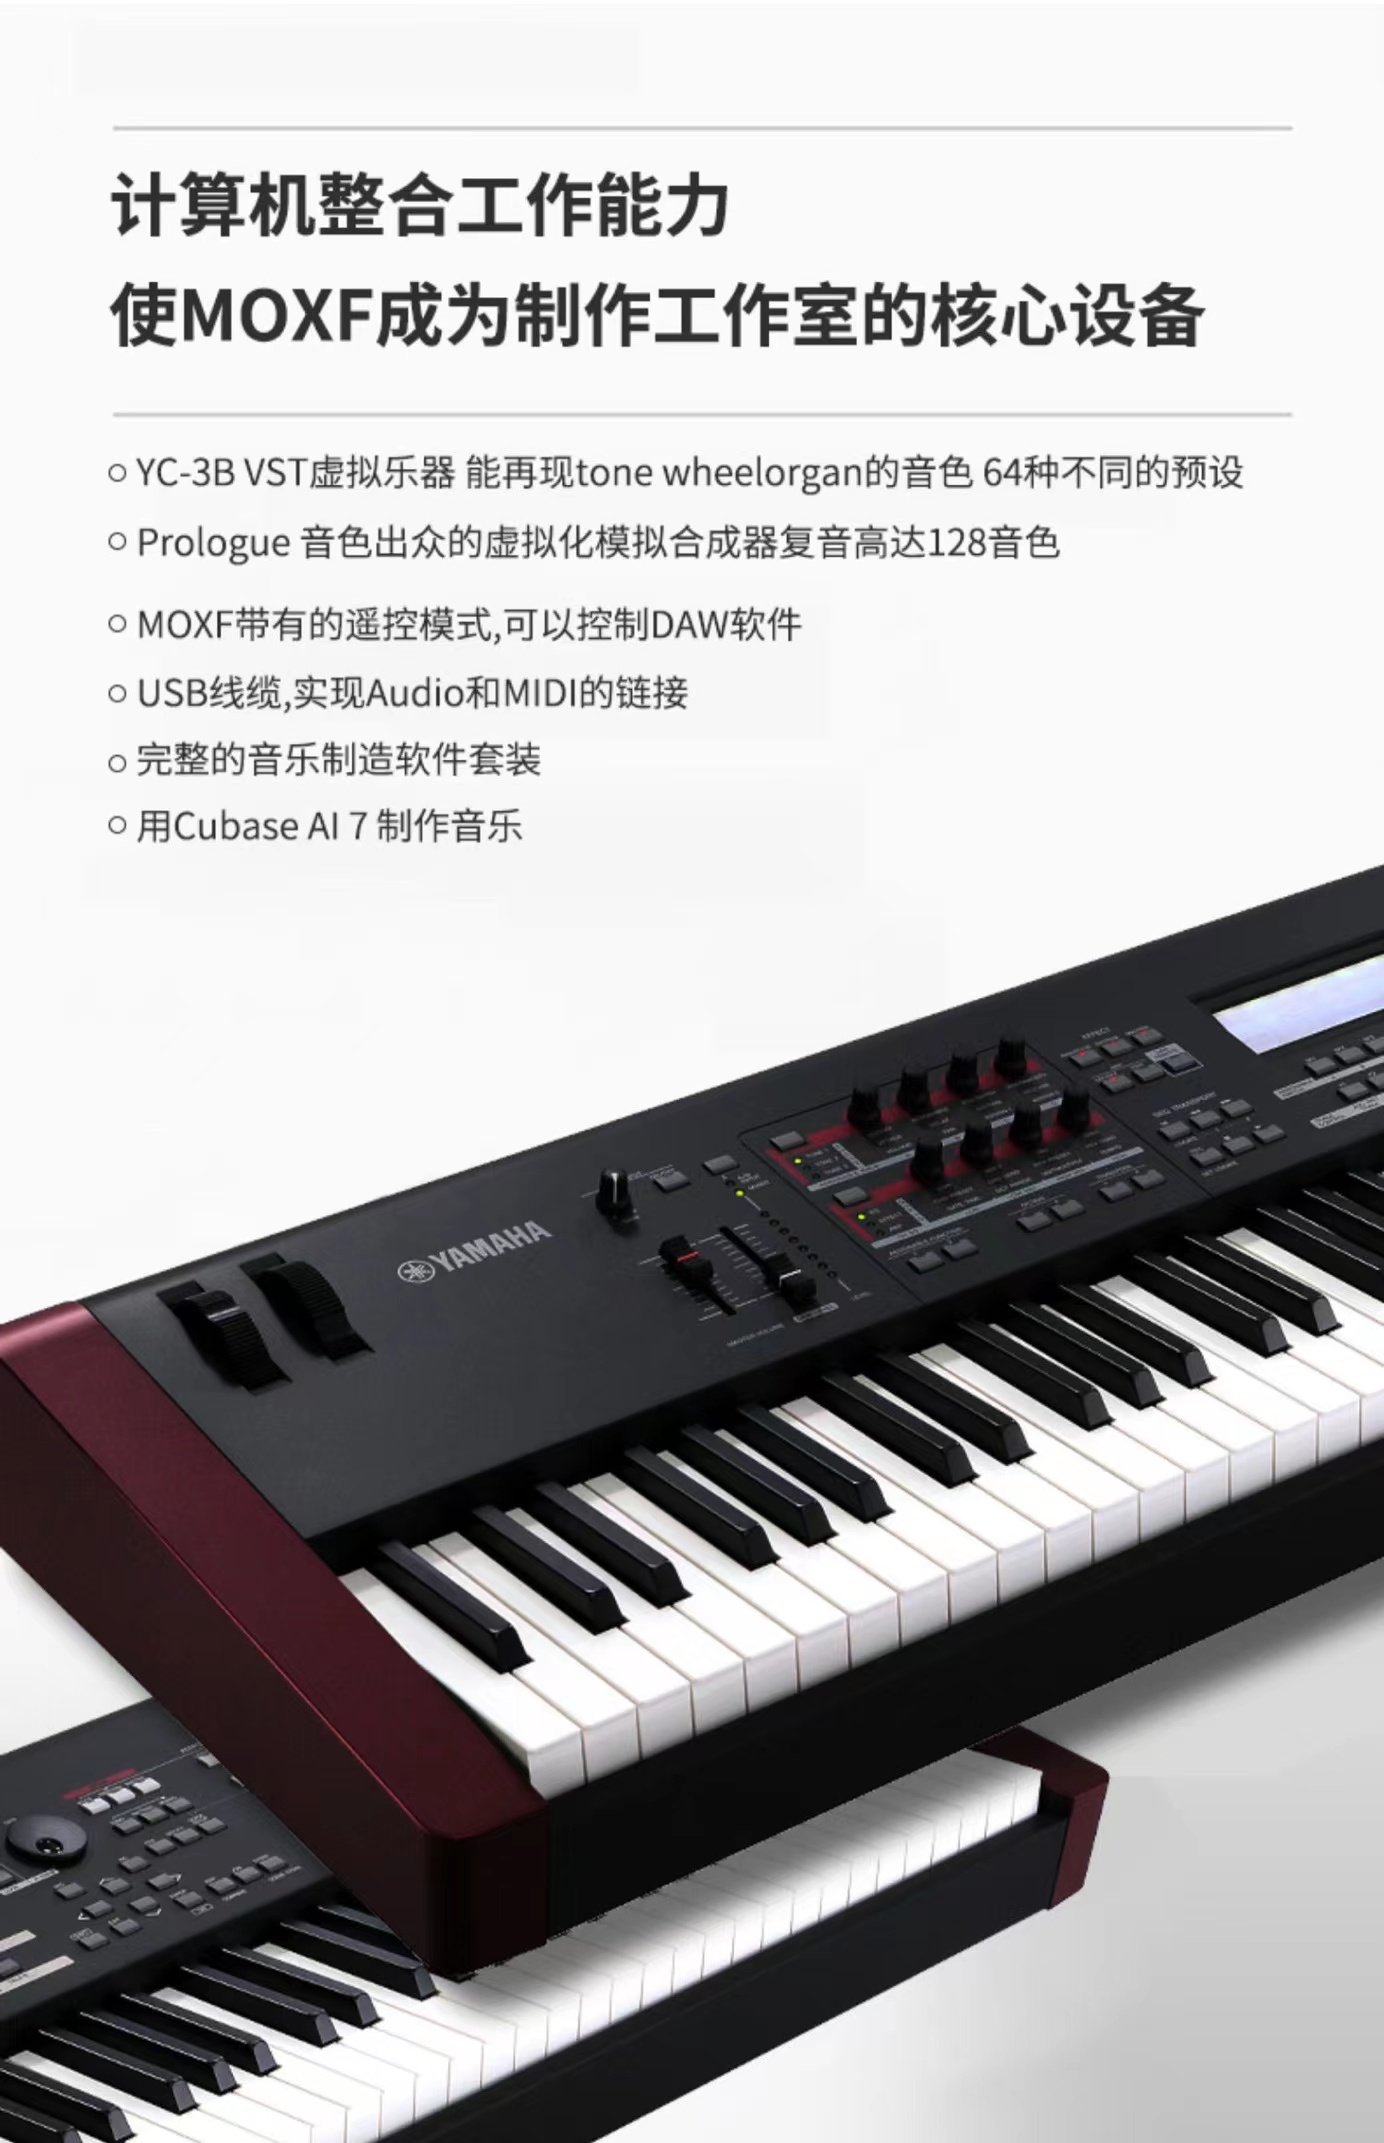 计算机整合工作能力
使MOXF成为制作工作室的核心设备
YC-3B VST虚拟乐器 能再现tone wheelorgan的音色 64种不同的预设
Prologue 音色出众的虚拟化模拟合成器复音高达128音色
MOXF带有的遥控模式,可以控制DAW软件
USB线缆,实现Audio和MIDI的链接
完整的音乐制造软件套装
用Cubase AI 7 制作音乐
EFFECT
SEQ TRANSPORT
YAMAHA
MASTER VOLUME